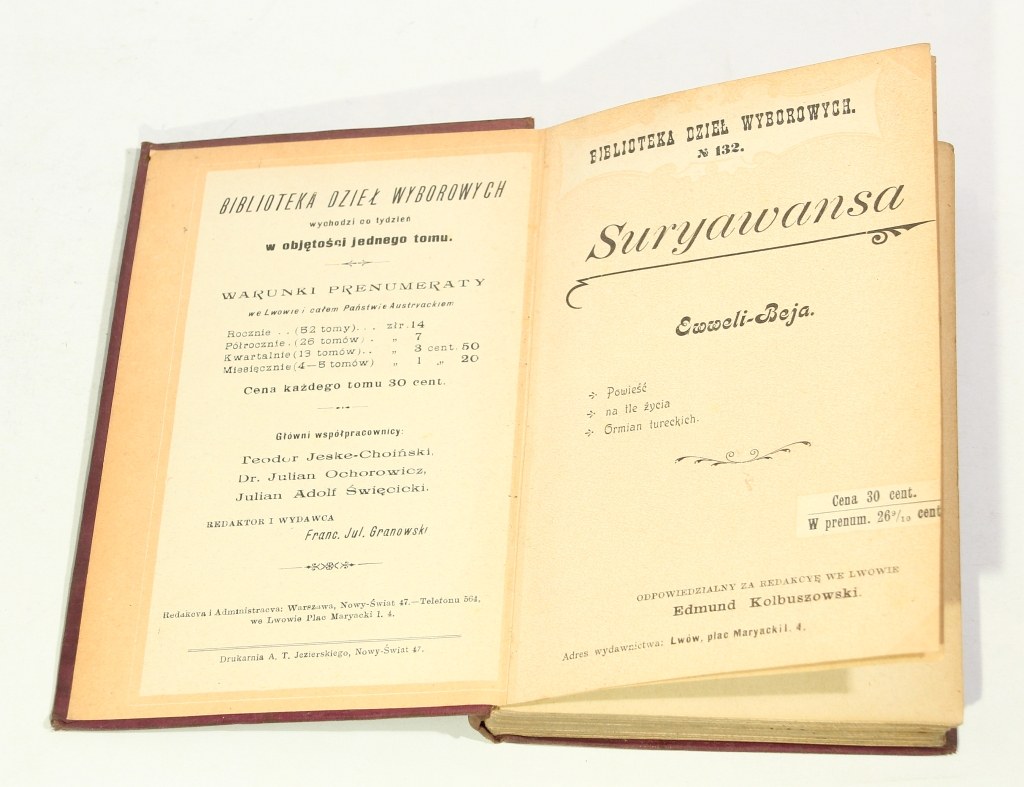 BIBLIOTEKA DZIEŁ WYBOROWYCH
wychodzi co tydzień
w objętości jednego tomu.
WARUNKI PRENUMERATY
we Lwowie i całem Państwie Austrrackiem
Rocznie . . (52 tomy) . . . złr. 14
Półrocznie . (26 tomów) . „ 7
Kwartalnie (13 tomów) . . „ 3 cent. 50
Miesięcznie (4—5 tomów) „ 1 „ 20
Cena każdego tomu 30 cent.
Główni współpracownicy:
Teodor Jeske-Choiński,
Dr. Julian Ochorowicz,
Julian Adolf Święcicki.
REDAKTOR I WYDAWCA
Franc. Jul. Granowski
Redakcya i Administracya: Warszawa, Nowy-Świat 47.—Telefonu 564,
we Lwowie Plac Maryacki l. 4.
Drukarnia A. T. Jezierskiego, Nowy-Świat 47.
BIBLIOTEKA DZIEŁ WYBOROWYCH.
№ 132.
Suryawansa
Ewweli-Beja.
Powieść
na tle życia
Ormian tureckich.
Cena 30 cent.
W prenum. 26⁹/₁₀ cent
ODPOWIEDZIALNY ZA REDAKCYĘ WE LWOWIE
Edmund Kolbuszowski.
Adres wydawnictwa: Lwów, plac Maryacki l. 4.